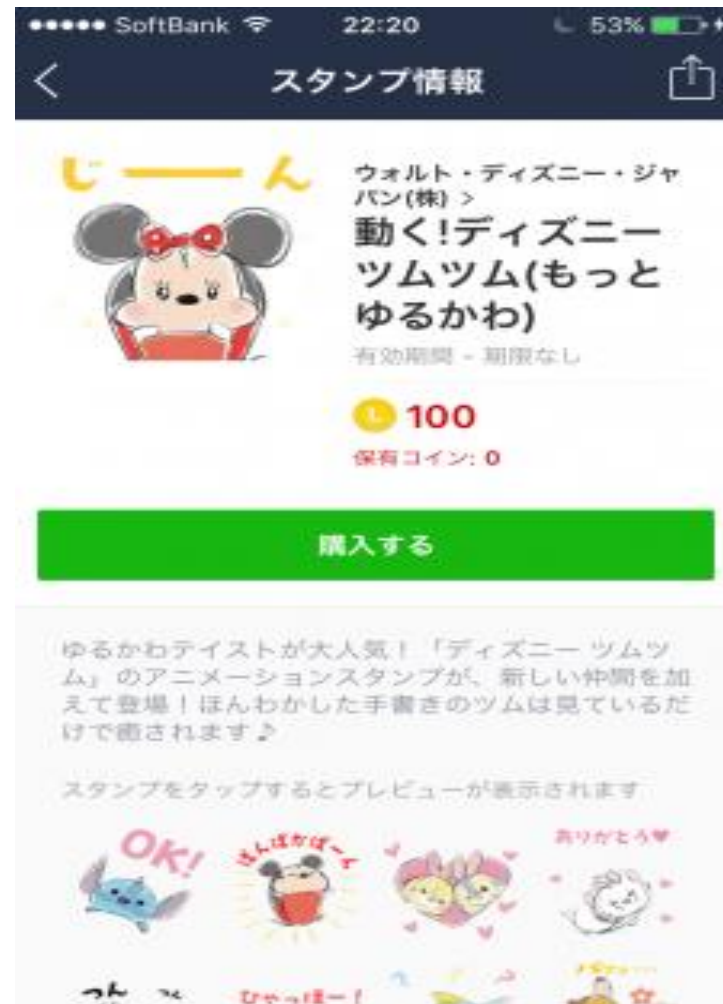 SoftBank 22:20 53%
スタンプ情報
じーん
ウォルト・ディズニー・ジャ
パン(株) >
動く!ディズニー
ツムツム(もっと
ゆるかわ)
有効期間 - 期限なし
L 100
保有コイン: 0
購入する
ゆるかわテイストが大人気!「ディズニー ツムツ
ム」のアニメーションスタンプが、新しい仲間を加
えて登場!ほんわかした手書きのツムは見ているだ
けで癒されます♪
スタンプをタップするとプレビューが表示されます
OK!
ぱんぱかぱーん
ありがとう♥
つん
ひゃっほー!